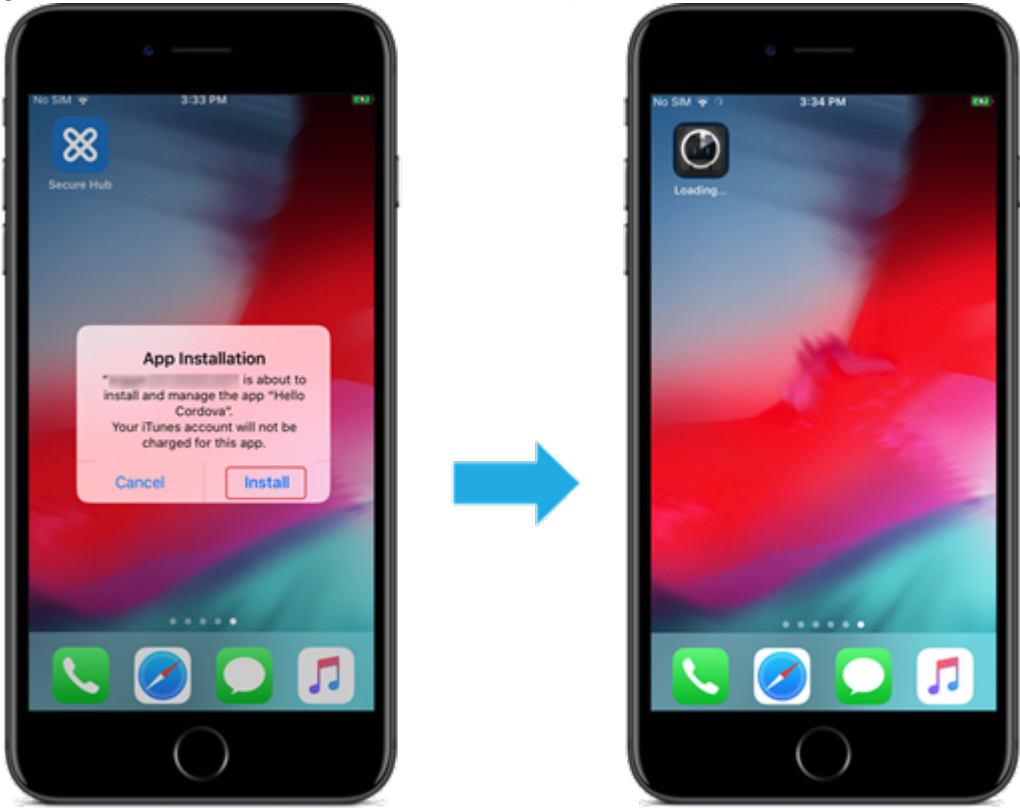 No SIM
3:33 PM
Secure Hub
App Installation
" is about to
install and manage the app "Hello
Cordova".
Your iTunes account will not be
charged for this app.
Cancel
Install
No SIM
3:34 PM
Loading...